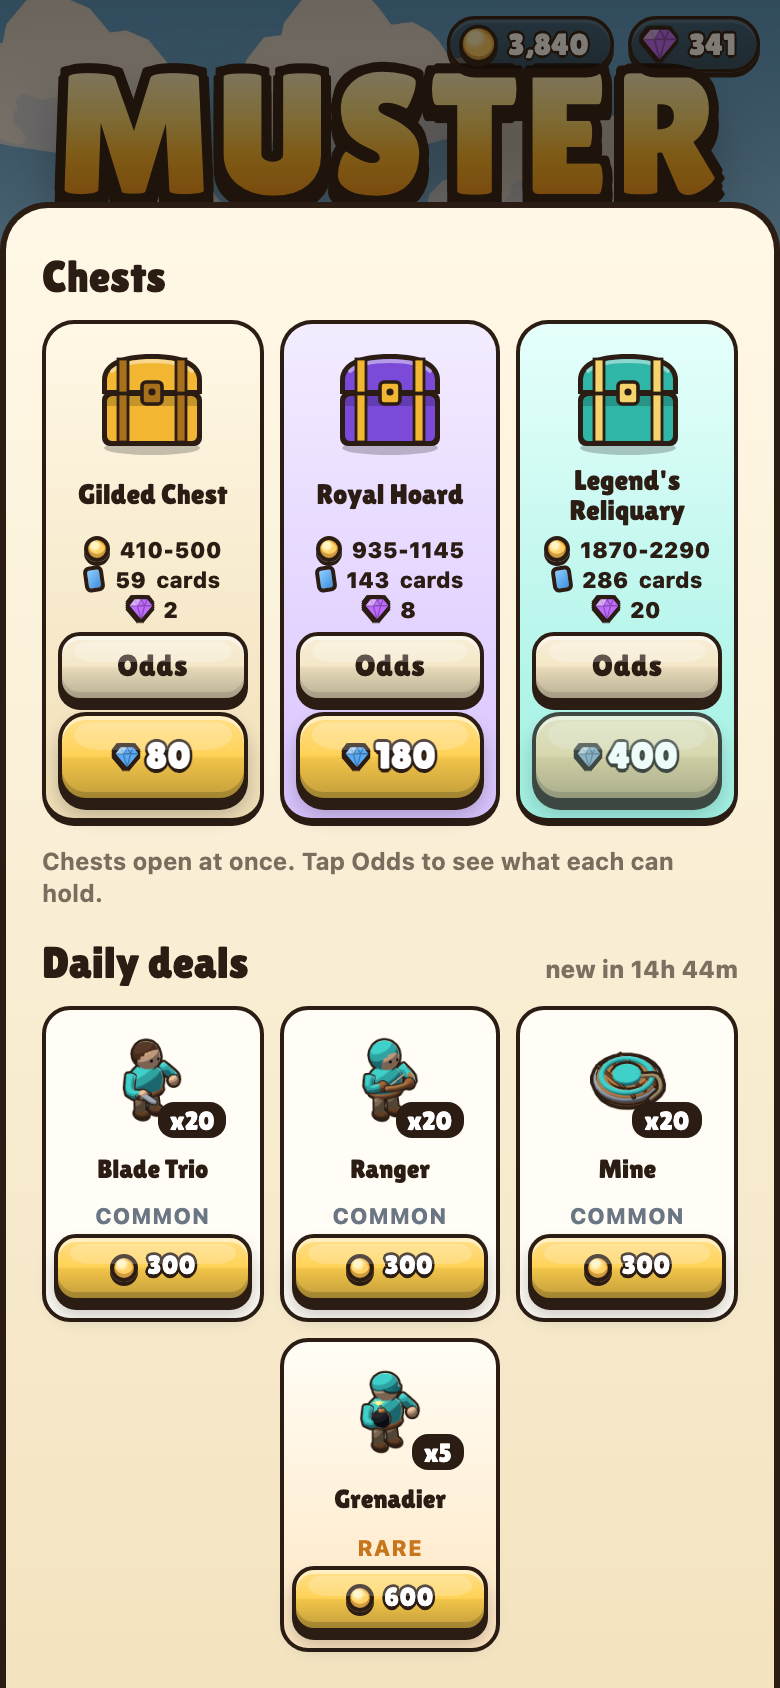 3,840 341
MUSTER
Chests
Gilded Chest
410-500
59 cards
2
Odds
80
Royal Hoard
935-1145
143 cards
8
Odds
180
Legend's
Reliquary
1870-2290
286 cards
20
Odds
400
Chests open at once. Tap Odds to see what each can
hold.
Daily deals
new in 14h 44m
x20
Blade Trio
COMMON
300
x20
Ranger
COMMON
300
x20
Mine
COMMON
300
x5
Grenadier
RARE
600